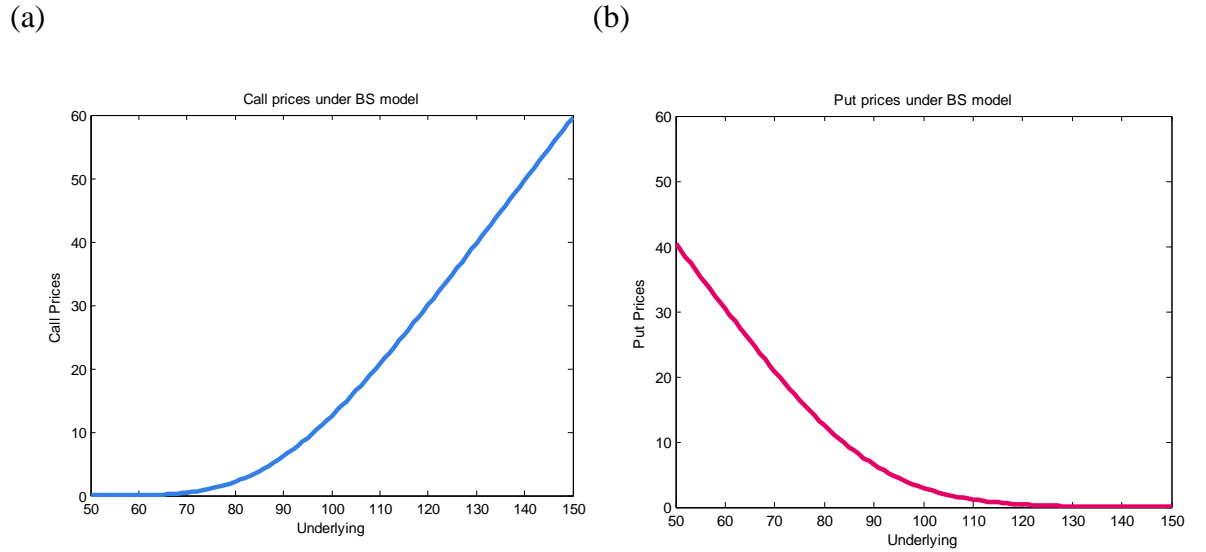 (a)
(b)
Call prices under BS model
60
50
40
30
20
10
0
Call Prices
50 60 70 80 90 100 110 120 130 140 150
Underlying
Put prices under BS model
60
50
40
30
20
10
0
Put Prices
50 60 70 80 90 100 110 120 130 140 150
Underlying